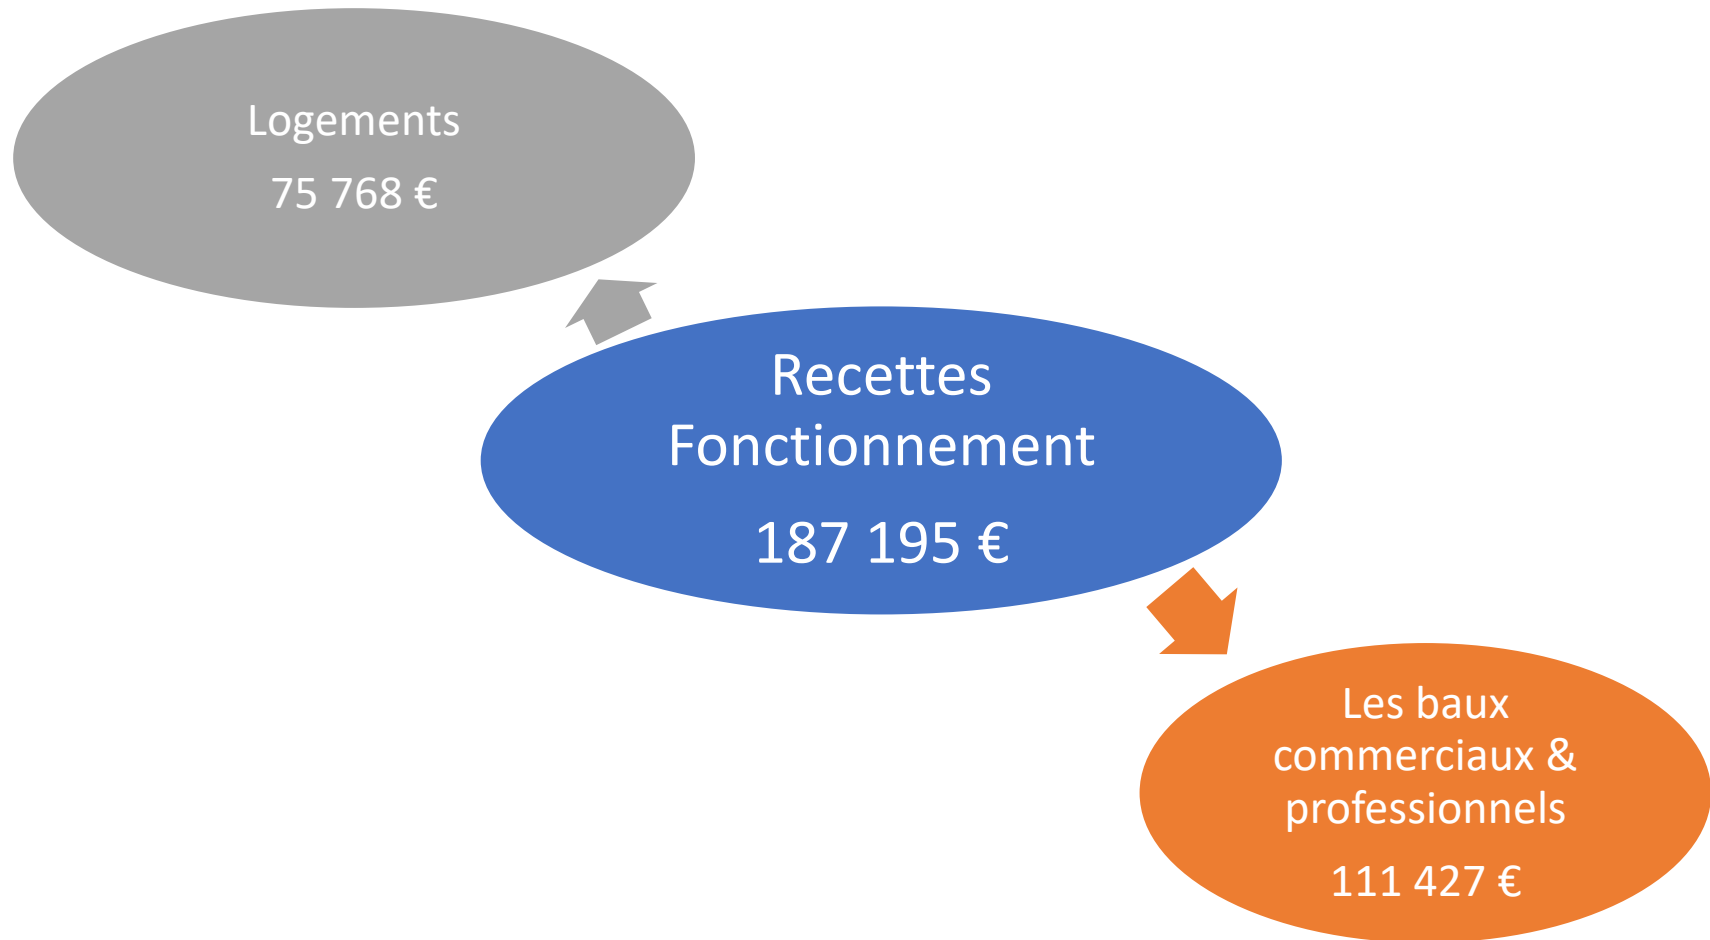 Logements
75 768 €
Recettes
Fonctionnement
187 195 €
Les baux
commerciaux &
professionnels
111 427 €